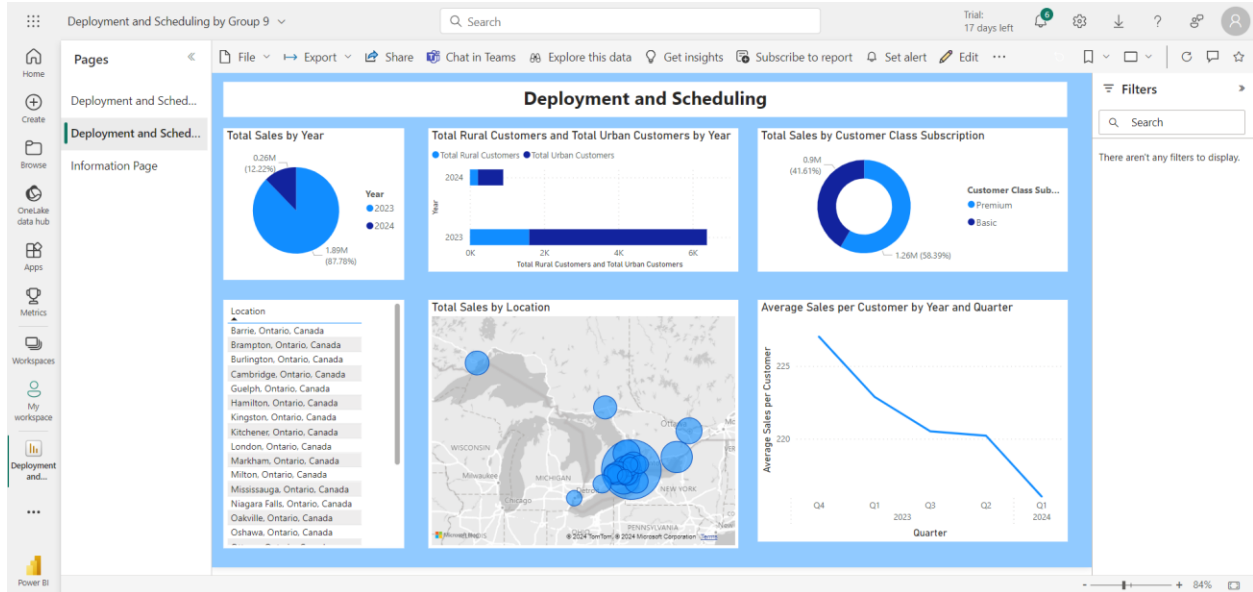 Deployment and Scheduling by Group 9
Search
Trial:
17 days left
6
Home
Create
Browse
OneLake
data hub
Apps
Metrics
Workspaces
My
workspace
Deployment
and...
Power BI
Pages
Deployment and Sched...
Deployment and Sched...
Information Page
File
Export
Share
Chat in Teams
Explore this data
Get insights
Subscribe to report
Set alert
Edit
Filters
Search
There aren't any filters to display.
Deployment and Scheduling
Total Sales by Year
0.26M
(12.22%)
Year
2023
2024
1.89M
(87.78%)
Total Rural Customers and Total Urban Customers by Year
Total Rural Customers
Total Urban Customers
Year
2024
2023
0K
2K
4K
6K
Total Rural Customers and Total Urban Customers
Total Sales by Customer Class Subscription
0.9M
(41.61%)
Customer Class Sub...
Premium
Basic
1.26M (58.39%)
Location
Barrie, Ontario, Canada
Brampton, Ontario, Canada
Burlington, Ontario, Canada
Cambridge, Ontario, Canada
Guelph, Ontario, Canada
Hamilton, Ontario, Canada
Kingston, Ontario, Canada
Kitchener, Ontario, Canada
London, Ontario, Canada
Markham, Ontario, Canada
Milton, Ontario, Canada
Mississauga, Ontario, Canada
Niagara Falls, Ontario, Canada
Oakville, Ontario, Canada
Oshawa, Ontario, Canada
Total Sales by Location
WISCONSIN
Milwaukee
MICHIGAN
Chicago
Detroit
Ottawa
NEW YORK
PENNSYLVANIA
OHIO
© 2024 TomTom, © 2024 Microsoft Corporation Terms
Average Sales per Customer by Year and Quarter
Average Sales per Customer
225
220
Q4
Q1
Q3
Q2
Q1
2023
2024
Quarter
84%